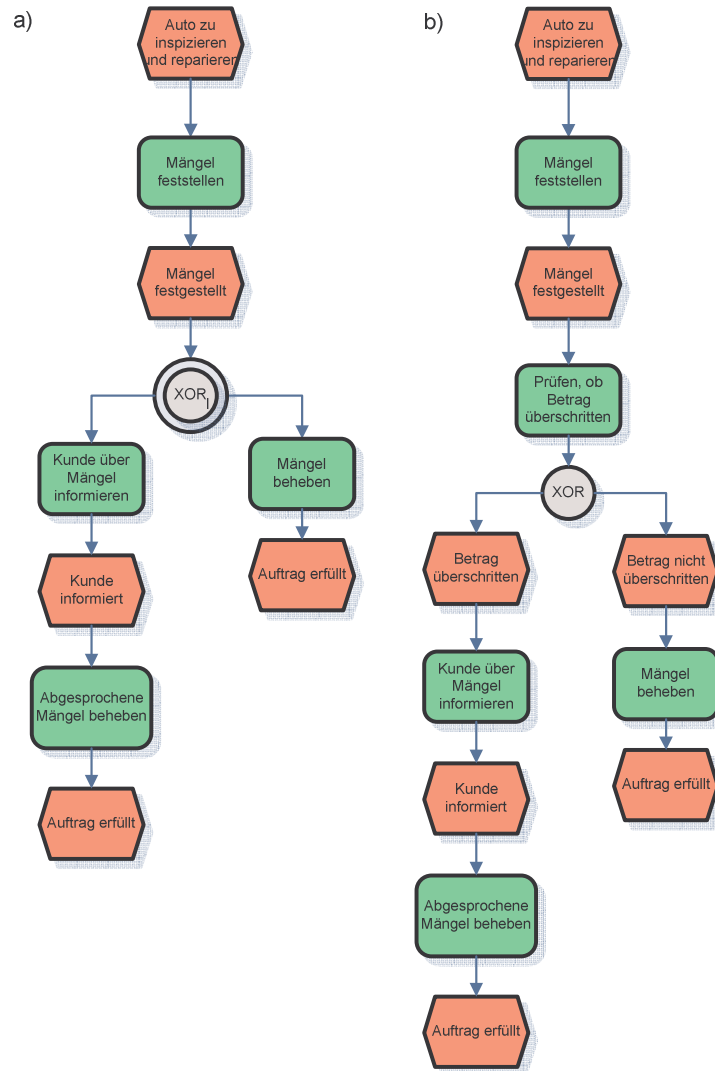 a)
Auto zu
inspizieren
und reparieren
Mängel
feststellen
Mängel
festgestellt
XOR|
Kunde über
Mängel
informieren
Mängel
beheben
Kunde
informiert
Auftrag erfüllt
Abgesprochene
Mängel beheben
Auftrag erfüllt
b)
Auto zu
inspizieren
und reparieren
Mängel
feststellen
Mängel
festgestellt
Prüfen, ob
Betrag
überschritten
XOR
Betrag
überschritten
Betrag nicht
überschritten
Kunde über
Mängel
informieren
Mängel
beheben
Kunde
informiert
Auftrag erfüllt
Abgesprochene
Mängel beheben
Auftrag erfüllt